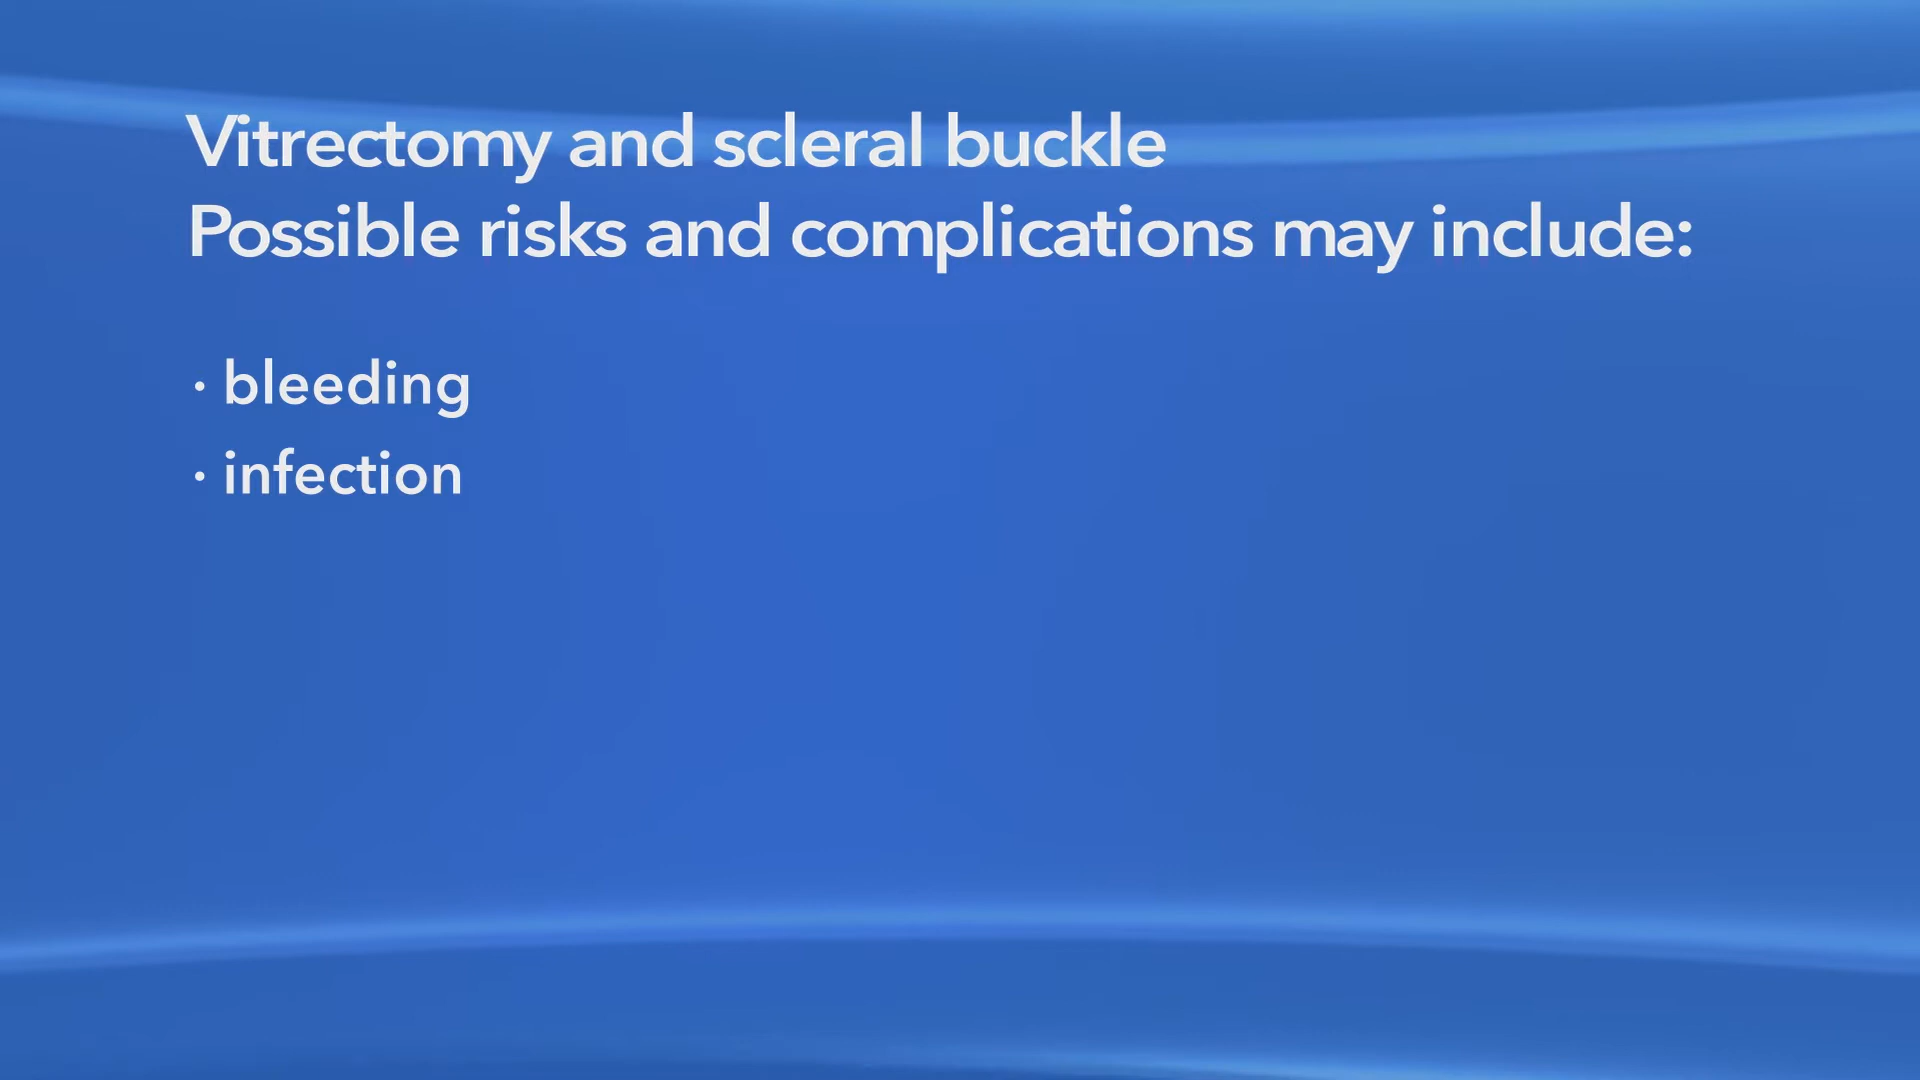 Vitrectomy and scleral buckle
Possible risks and complications may include:
· bleeding
· infection